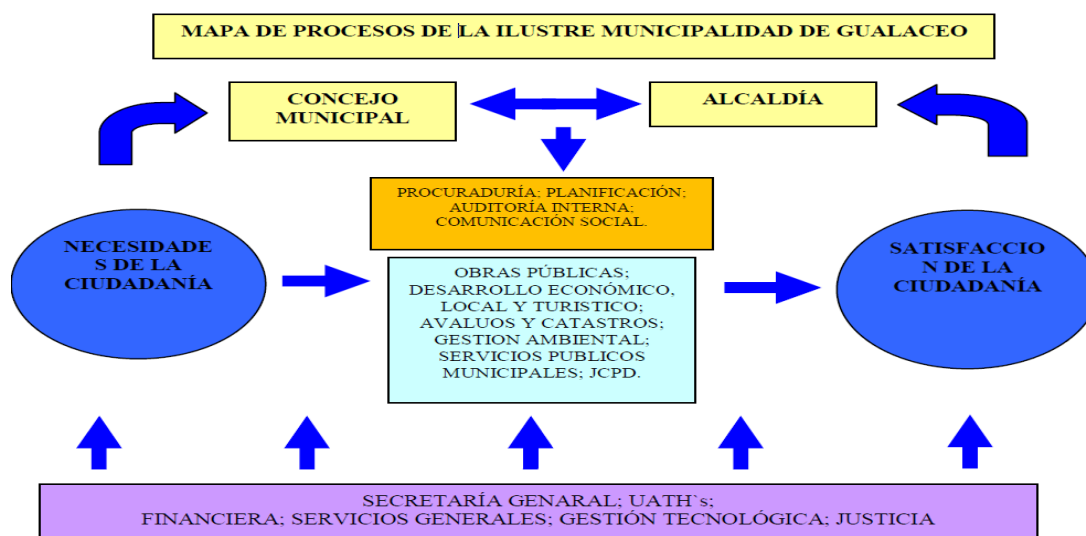 MAPA DE PROCESOS DE LA ILUSTRE MUNICIPALIDAD DE GUALACEO
CONCEJO
MUNICIPAL
ALCALDÍA
PROCURADURÍA; PLANIFICACIÓN;
AUDITORÍA INTERNA;
COMUNICACIÓN SOCIAL.
NECESIDADE
S DE LA
CIUDADANÍA
OBRAS PÚBLICAS;
DESARROLLO ECONÓMICO,
LOCAL Y TURISTICO;
AVALUOS Y CATASTROS;
GESTION AMBIENTAL;
SERVICIOS PUBLICOS
MUNICIPALES; JCPD.
SATISFACCIO
N DE LA
CIUDADANÍA
SECRETARÍA GENARAL; UATH`s;
FINANCIERA; SERVICIOS GENERALES; GESTIÓN TECNOLÓGICA; JUSTICIA